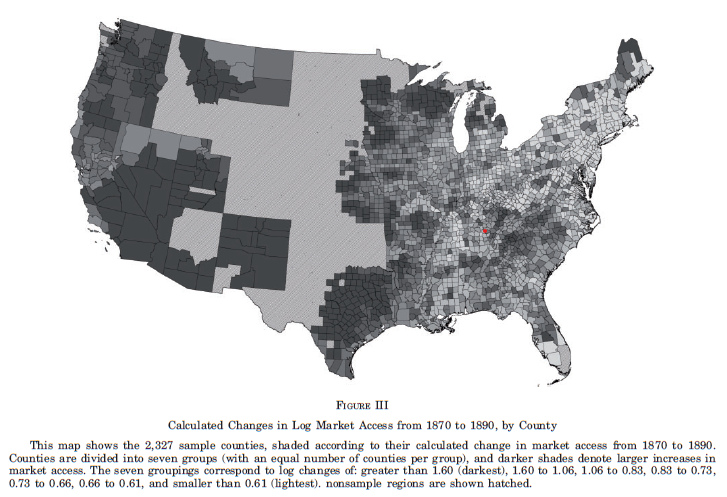 FIGURE III
Calculated Changes in Log Market Access from 1870 to 1890, by County
This map shows the 2,327 sample counties, shaded according to their calculated change in market access from 1870 to 1890.
Counties are divided into seven groups (with an equal number of counties per group), and darker shades denote larger increases in
market access. The seven groupings correspond to log changes of: greater than 1.60 (darkest), 1.60 to 1.06, 1.06 to 0.83, 0.83 to 0.73,
0.73 to 0.66, 0.66 to 0.61, and smaller than 0.61 (lightest). nonsample regions are shown hatched.